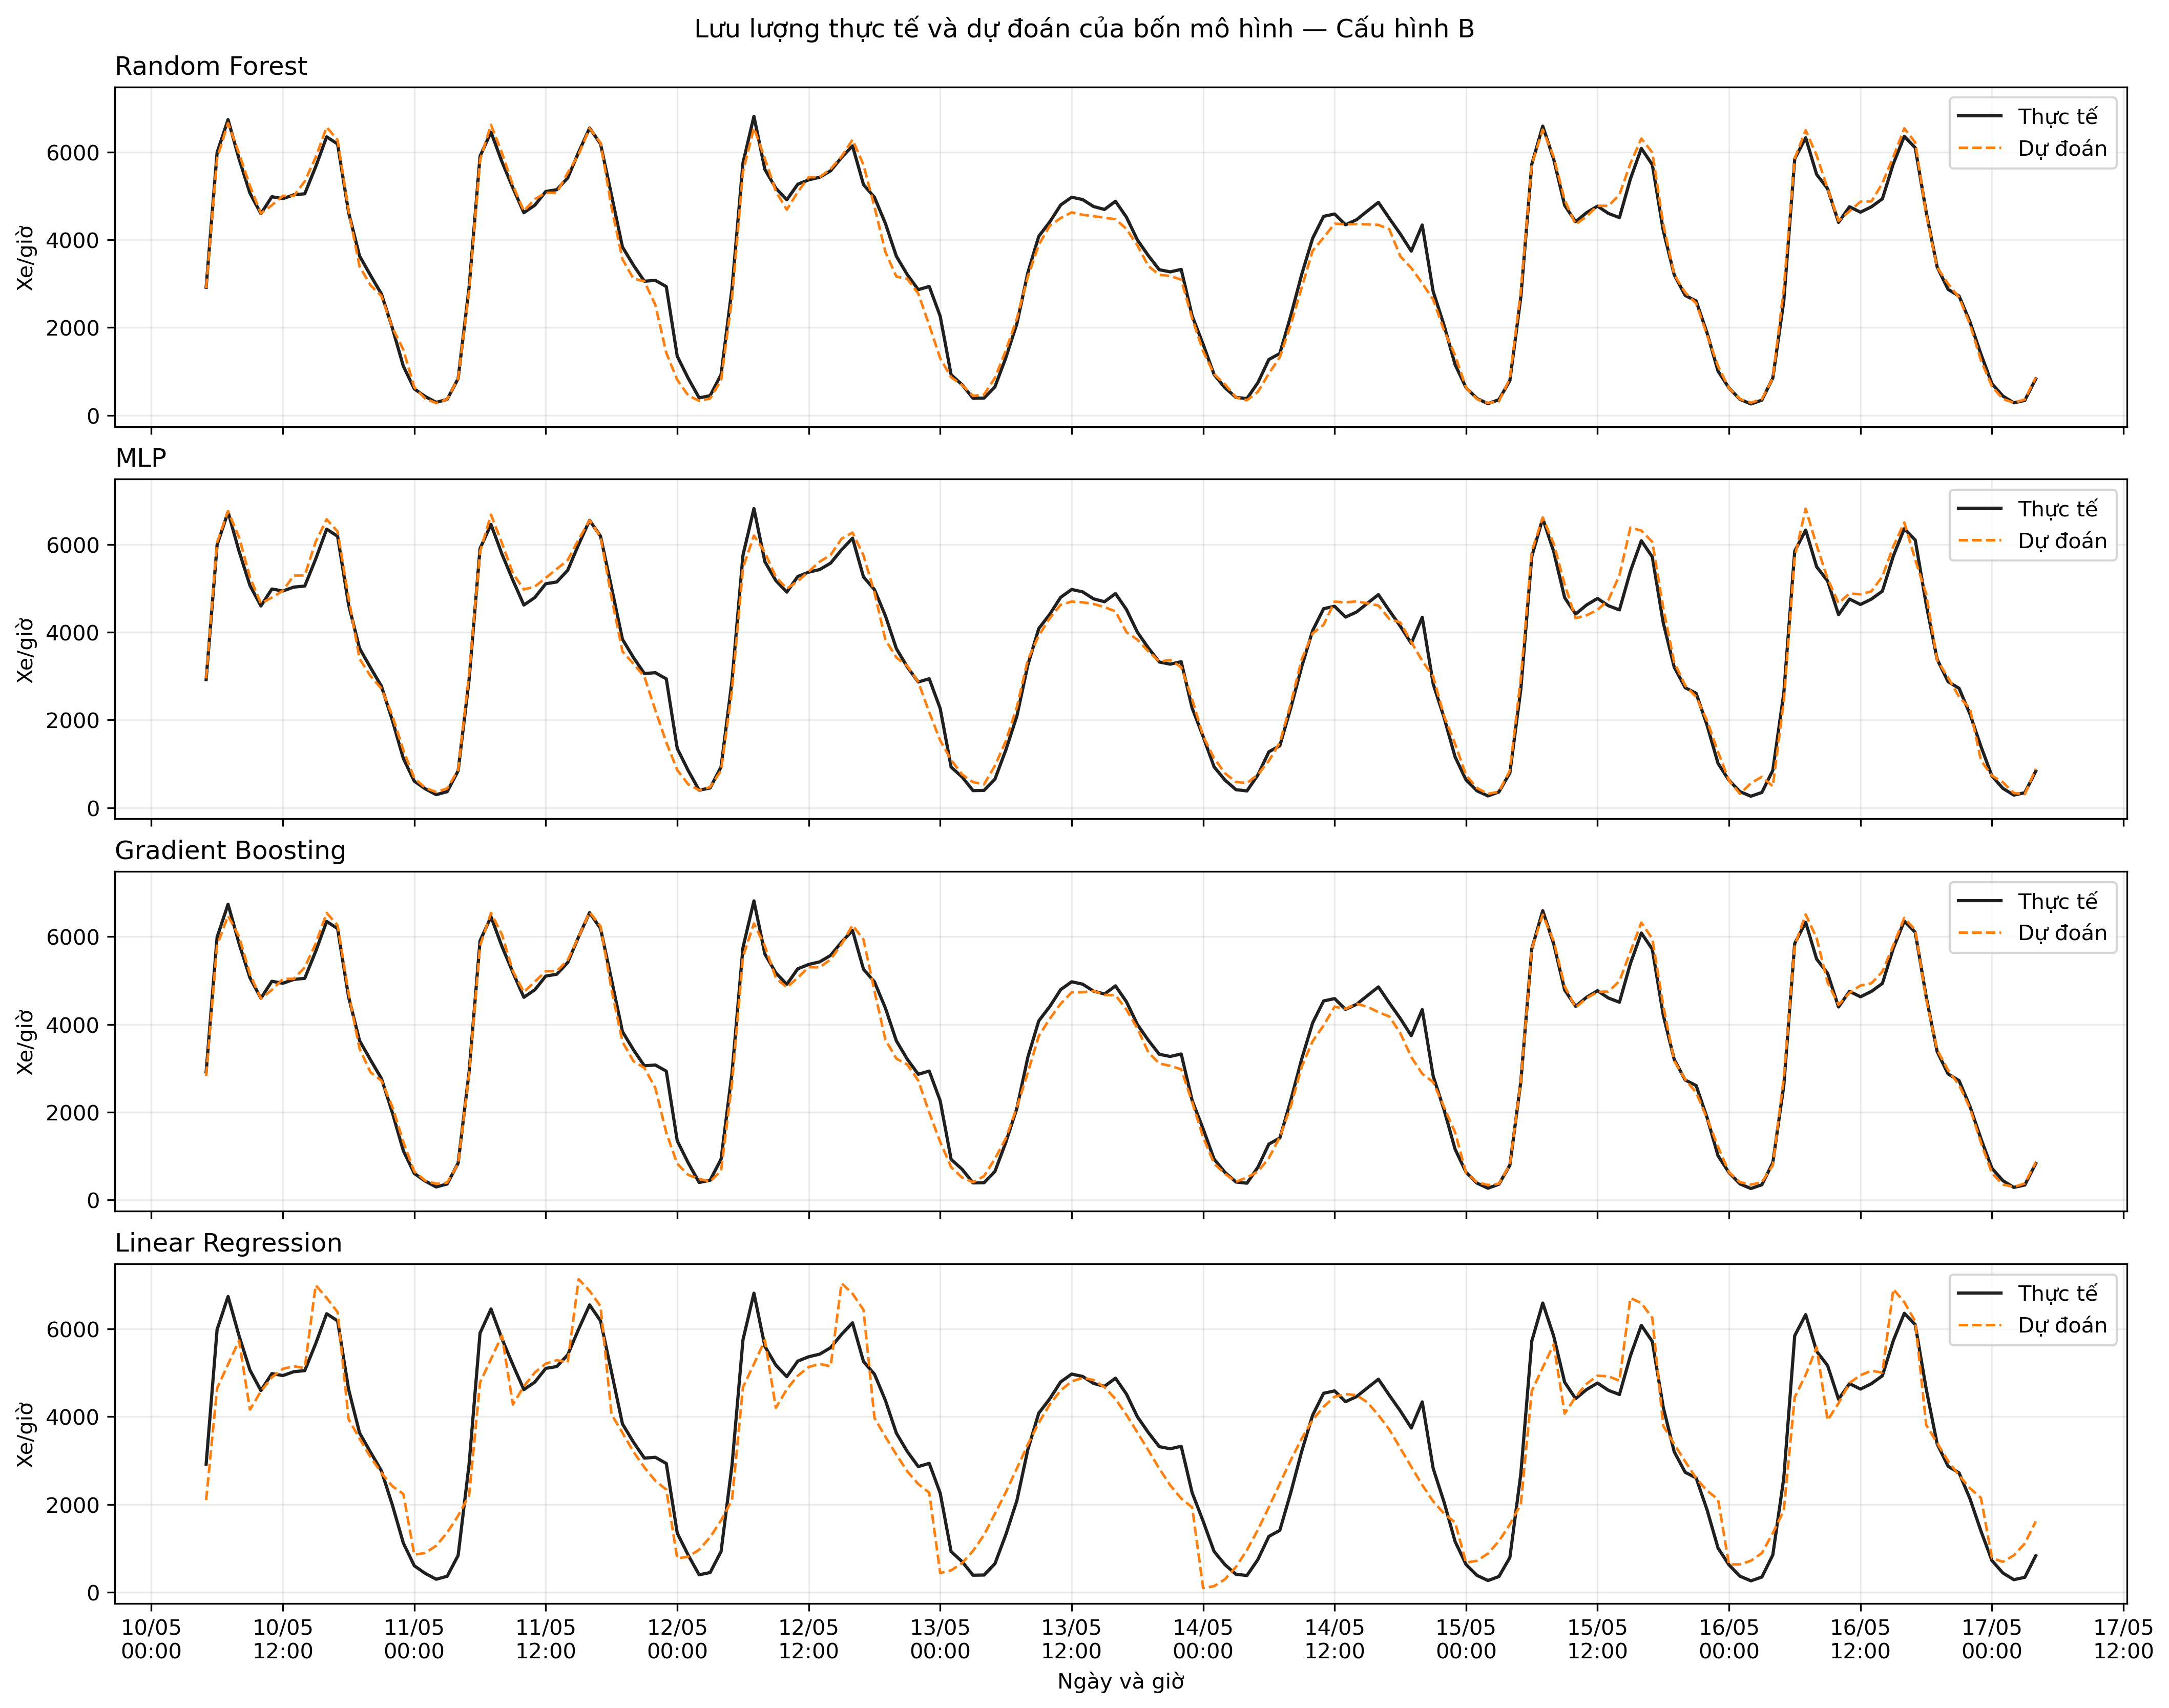 Lưu lượng thực tế và dự đoán của bốn mô hình — Cấu hình B
Random Forest
Xe/giờ
6000
4000
2000
0
Thực tế
Dự đoán
MLP
Xe/giờ
6000
4000
2000
0
Thực tế
Dự đoán
Gradient Boosting
Xe/giờ
6000
4000
2000
0
Thực tế
Dự đoán
Linear Regression
Xe/giờ
6000
4000
2000
0
Thực tế
Dự đoán
10/05 10/05 11/05 11/05 12/05 12/05 13/05 13/05 14/05 14/05 15/05 15/05 16/05 16/05 17/05 17/05
00:00 12:00 00:00 12:00 00:00 12:00 00:00 12:00 00:00 12:00 00:00 12:00 00:00 12:00 00:00 12:00
Ngày và giờ